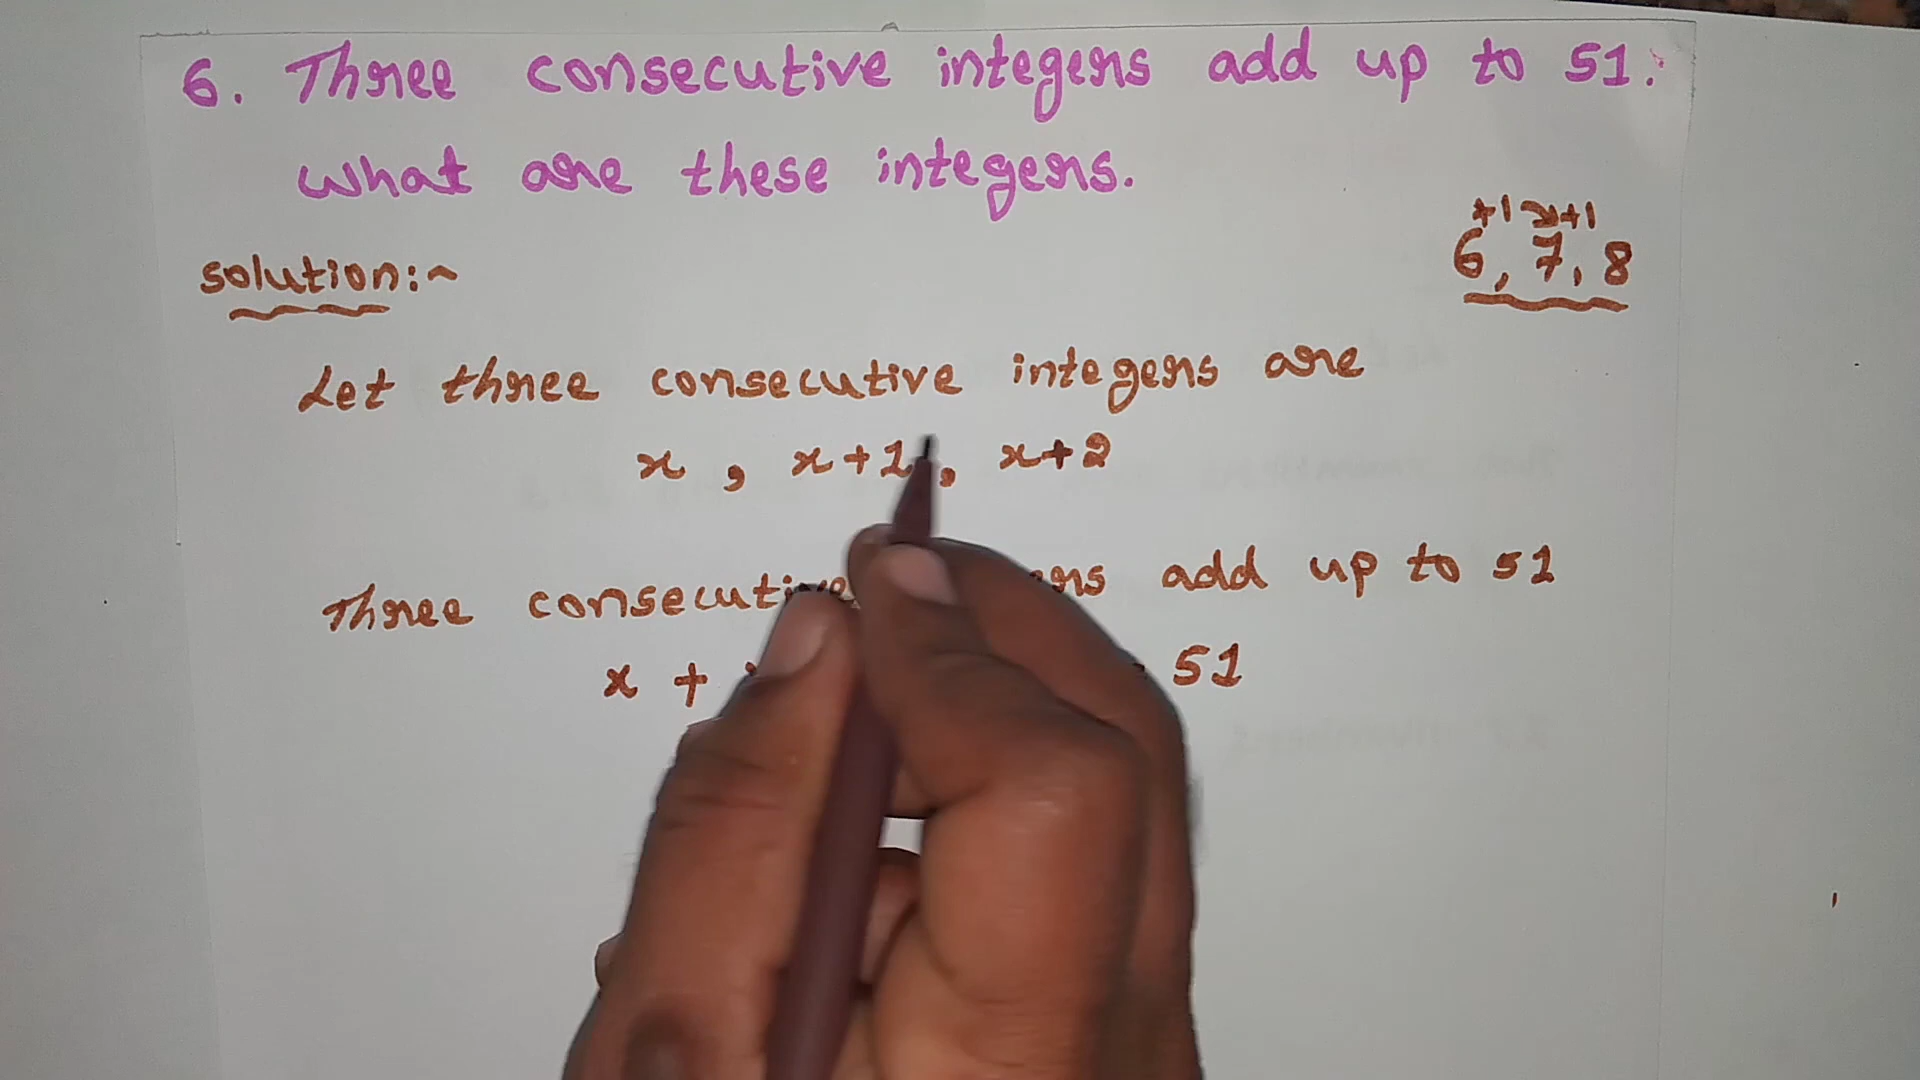 6. Three consecutive integers add up to 51.
what are these integers.
+1 +1
6, 7, 8
solution:~
Let three consecutive integers are
x , x+1, x+2
Three add up to 51
x + 51